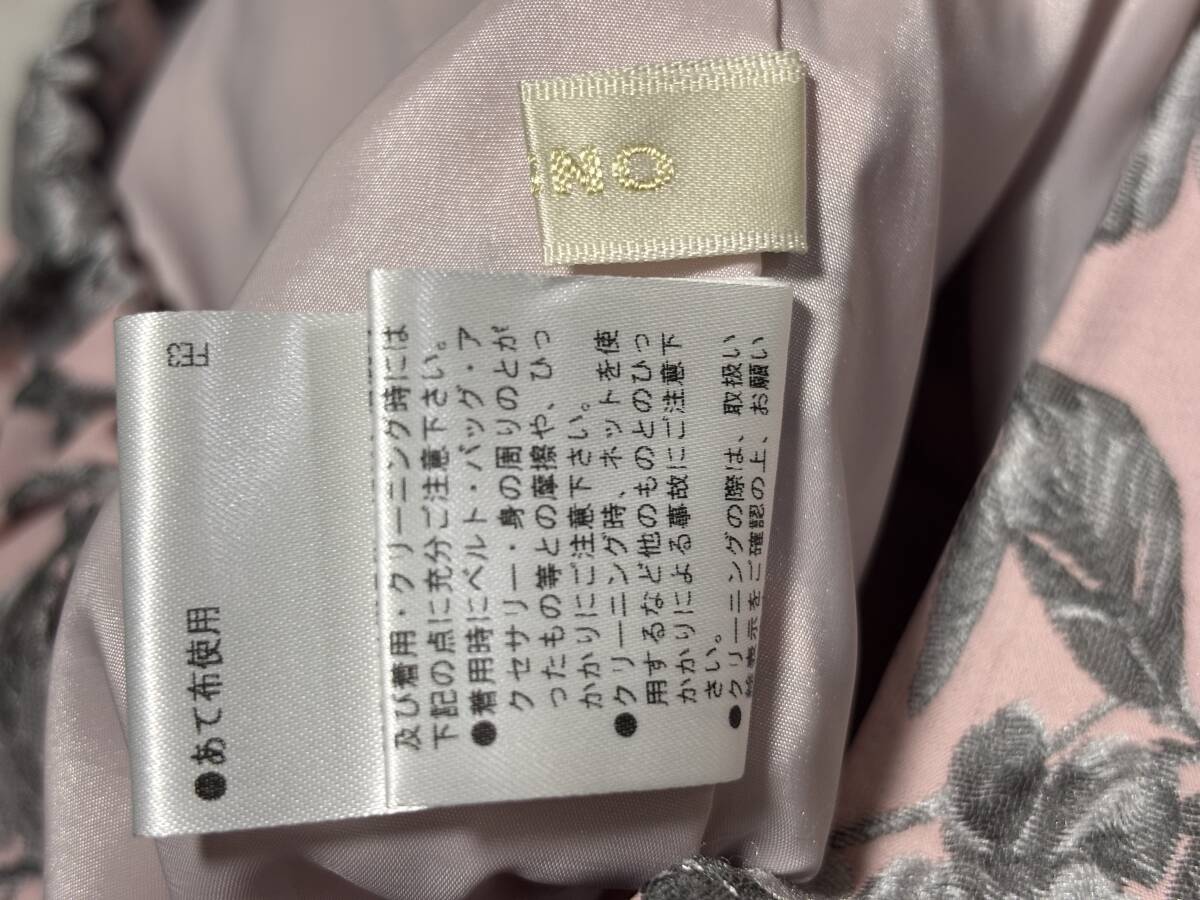 NO
●あて布使用
及び着用・クリーニング時には
下記の点に充分ご注意下さい。
●着用時にベルト・バッグ・ア
クセサリー・身の周りのとが
ったもの等との摩擦や、ひっ
かかりにご注意下さい。
●クリーニング時、ネットを使
用するなど他のものとのひっ
かかりによる事故にご注意下
さい。
●クリーニングの際は、取扱い
絵表示をご確認の上、お願い